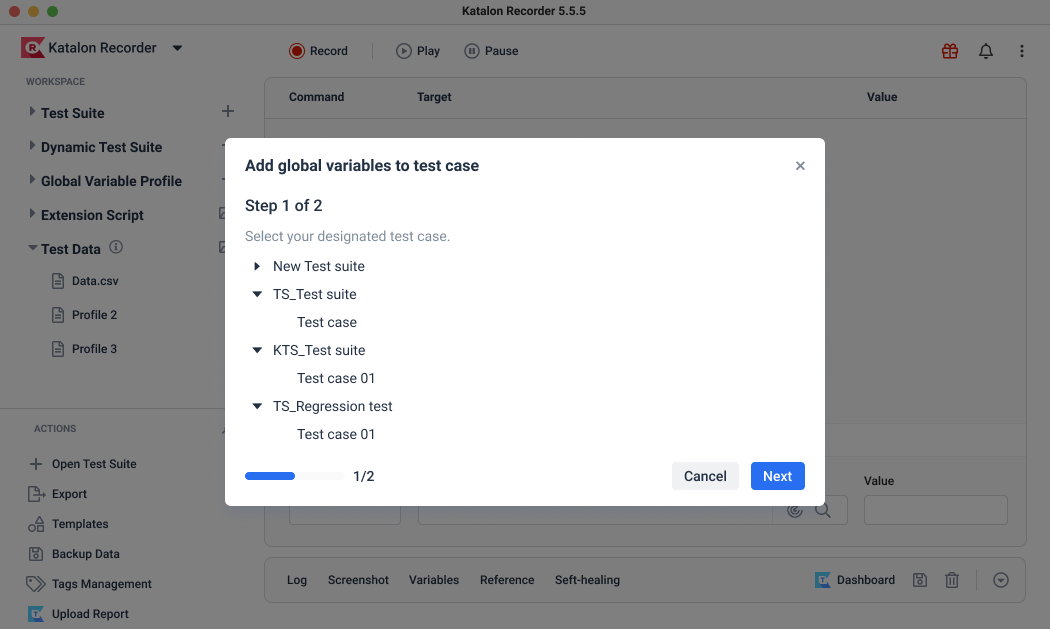 Katalon Recorder 5.5.5
Katalon Recorder
Record
Play
Pause
WORKSPACE
Test Suite
Dynamic Test Suite
Global Variable Profile
Extension Script
Test Data
Data.csv
Profile 2
Profile 3
ACTIONS
Open Test Suite
Export
Templates
Backup Data
Tags Management
Upload Report
Command Target Value
Add global variables to test case
Step 1 of 2
Select your designated test case.
New Test suite
TS_Test suite
Test case
KTS_Test suite
Test case 01
TS_Regression test
Test case 01
1/2
Cancel
Next
Value
Log Screenshot Variables Reference Seft-healing
Dashboard